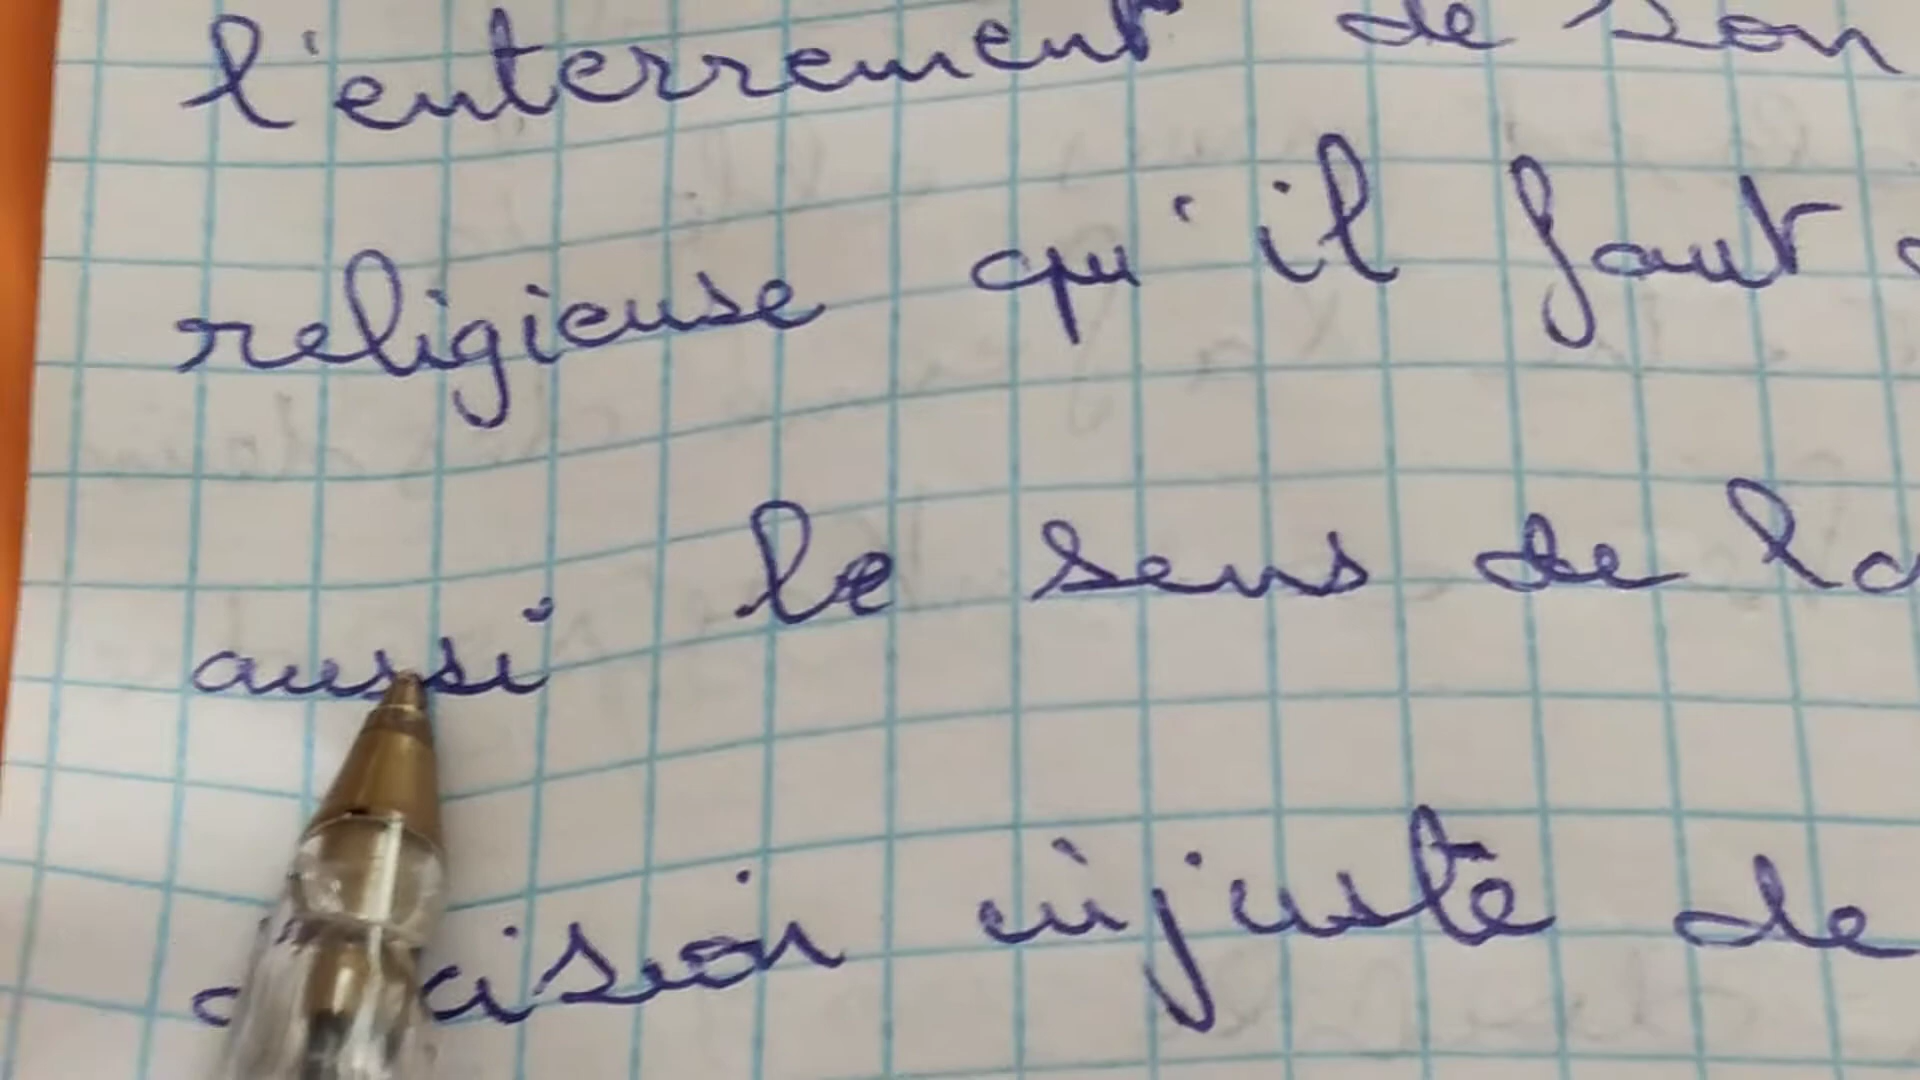 l'enterrement de son
religieuse qu'il faut
aussi le sens de la
injuste de